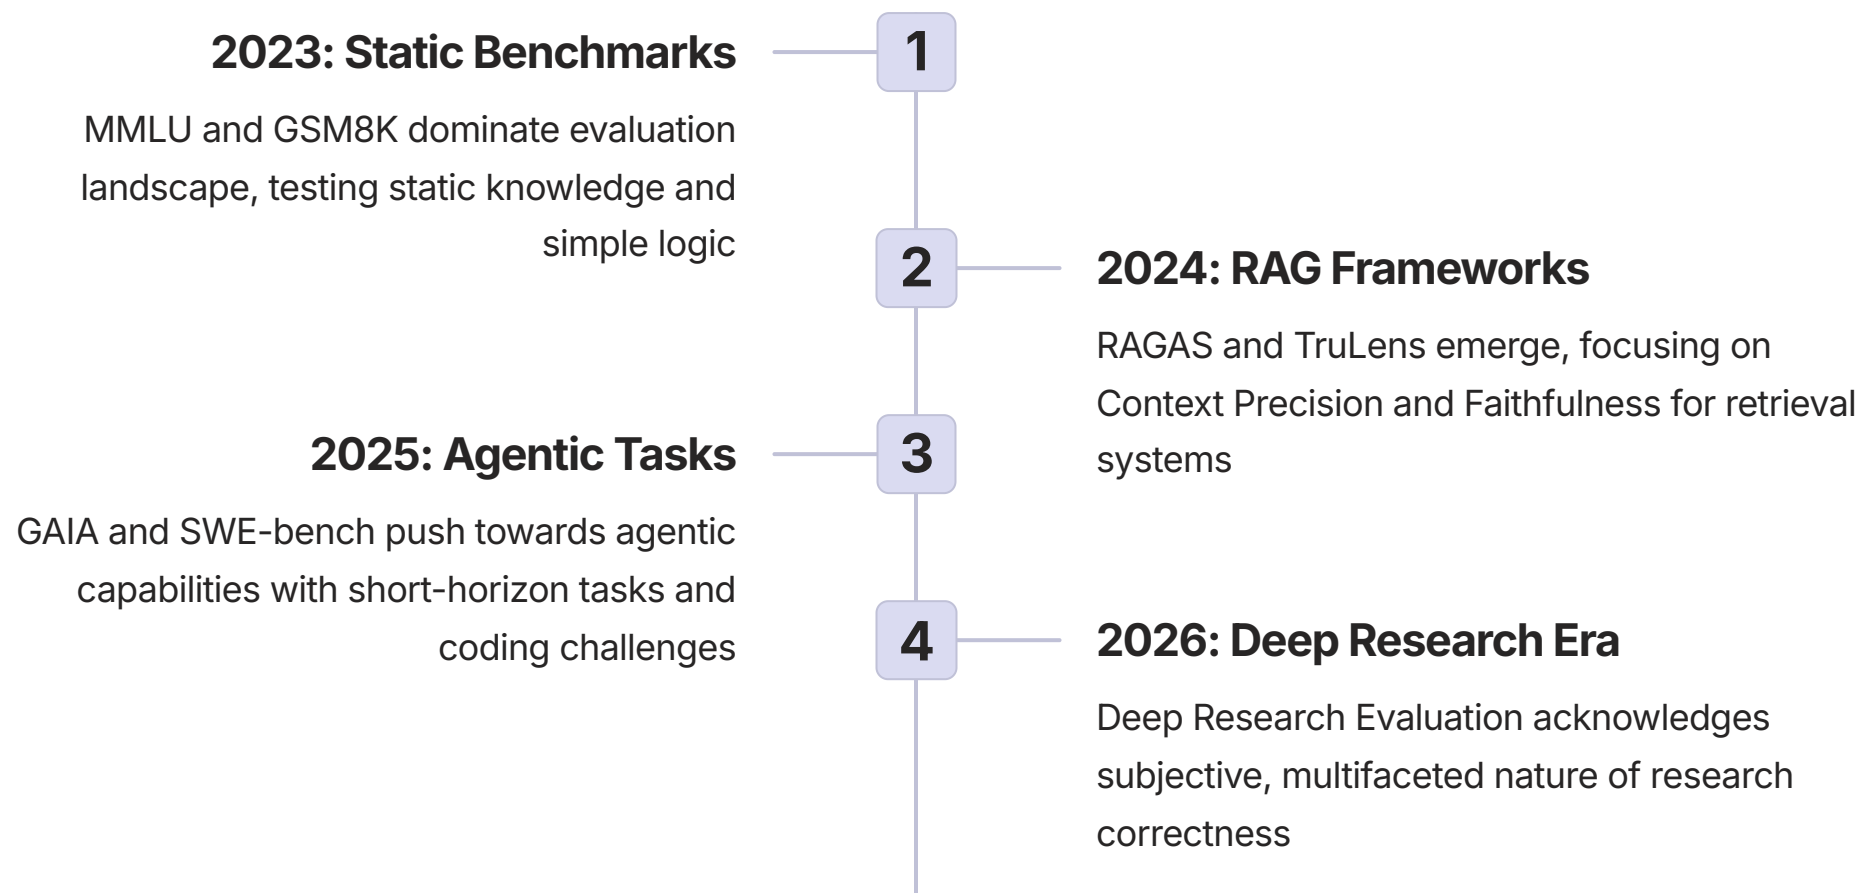 1
2023: Static Benchmarks
MMLU and GSM8K dominate evaluation
landscape, testing static knowledge and
simple logic
2
2024: RAG Frameworks
RAGAS and TruLens emerge, focusing on
Context Precision and Faithfulness for retrieval
systems
3
2025: Agentic Tasks
GAIA and SWE-bench push towards agentic
capabilities with short-horizon tasks and
coding challenges
4
2026: Deep Research Era
Deep Research Evaluation acknowledges
subjective, multifaceted nature of research
correctness